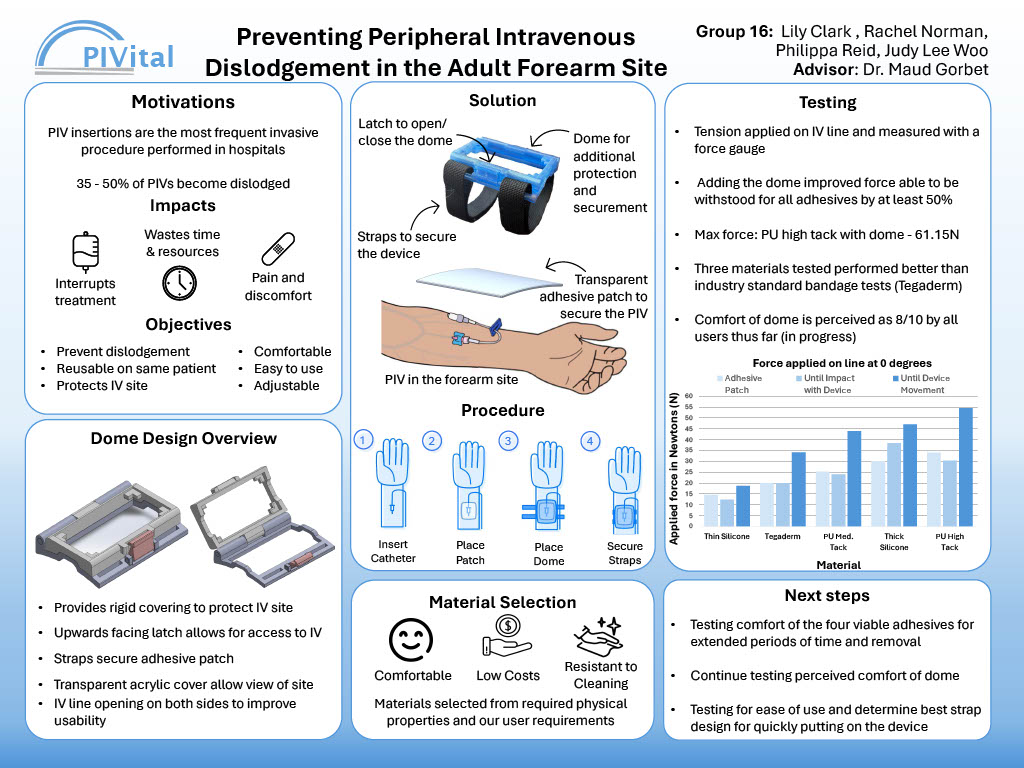 PIVital
Preventing Peripheral Intravenous
Dislodgement in the Adult Forearm Site
Group 16: Lily Clark , Rachel Norman,
Philippa Reid, Judy Lee Woo
Advisor: Dr. Maud Gorbet
Motivations
PIV insertions are the most frequent invasive
procedure performed in hospitals
35 - 50% of PIVs become dislodged
Impacts
Interrupts
treatment
Wastes time
& resources
Pain and
discomfort
Objectives
• Prevent dislodgement
• Reusable on same patient
• Protects IV site
• Comfortable
• Easy to use
• Adjustable
Dome Design Overview
• Provides rigid covering to protect IV site
• Upwards facing latch allows for access to IV
• Straps secure adhesive patch
• Transparent acrylic cover allow view of site
• IV line opening on both sides to improve
usability
Solution
Latch to open/
close the dome
Dome for
additional
protection
and
securement
Straps to secure
the device
Transparent
adhesive patch to
secure the PIV
PIV in the forearm site
Procedure
1
2
3
4
Insert
Catheter
Place
Patch
Place
Dome
Secure
Straps
Material Selection
$
Comfortable
Low Costs
Resistant to
Cleaning
Materials selected from required physical
properties and our user requirements
Testing
• Tension applied on IV line and measured with a
force gauge
• Adding the dome improved force able to be
withstood for all adhesives by at least 50%
• Max force: PU high tack with dome - 61.15N
• Three materials tested performed better than
industry standard bandage tests (Tegaderm)
• Comfort of dome is perceived as 8/10 by all
users thus far (in progress)
Force applied on line at 0 degrees
Adhesive
Patch
Until Impact
with Device
Until Device
Movement
Applied force in Newtons (N)
60
55
50
45
40
35
30
25
20
15
10
5
0
Thin Silicone
Tegaderm
PU Med.
Tack
Thick
Silicone
PU High
Tack
Material
Next steps
• Testing comfort of the four viable adhesives for
extended periods of time and removal
• Continue testing perceived comfort of dome
• Testing for ease of use and determine best strap
design for quickly putting on the device